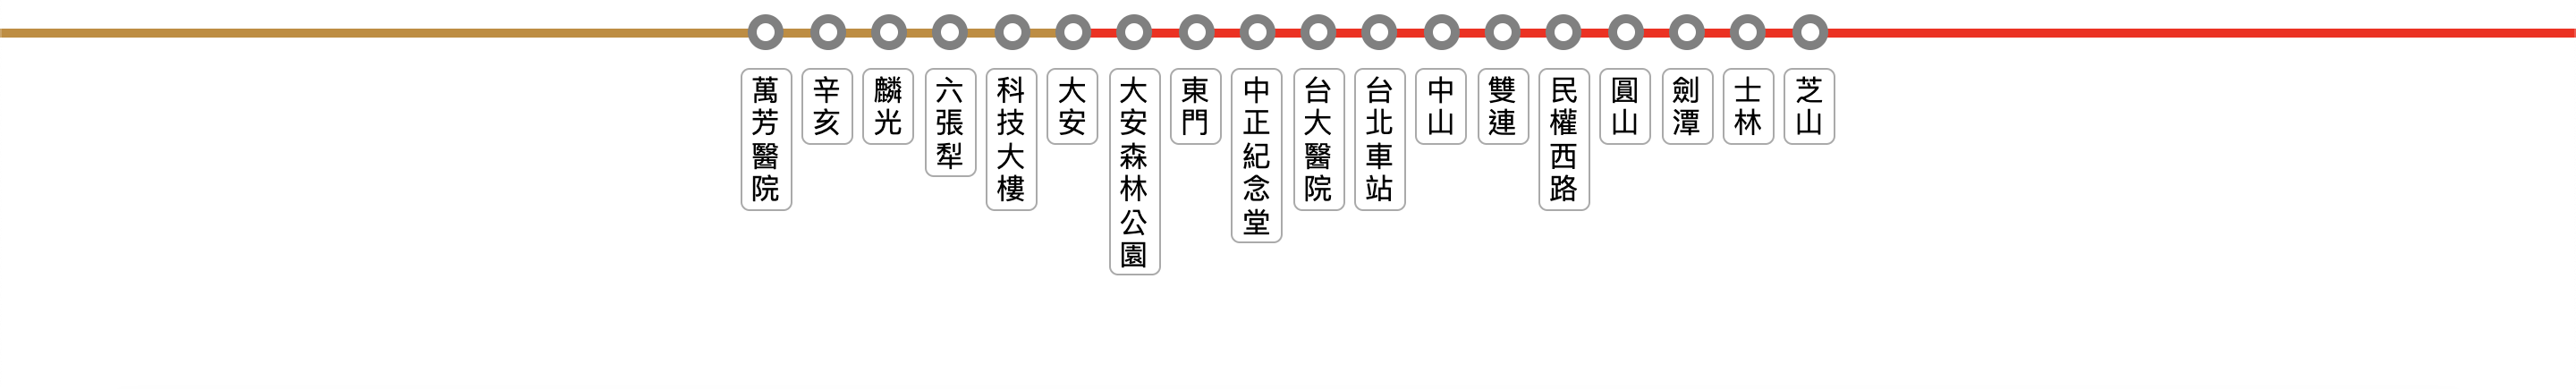 萬芳醫院
辛亥
麟光
六張犁
科技大樓
大安
大安森林公園
東門
中正紀念堂
台大醫院
台北車站
中山
雙連
民權西路
圓山
劍潭
士林
芝山